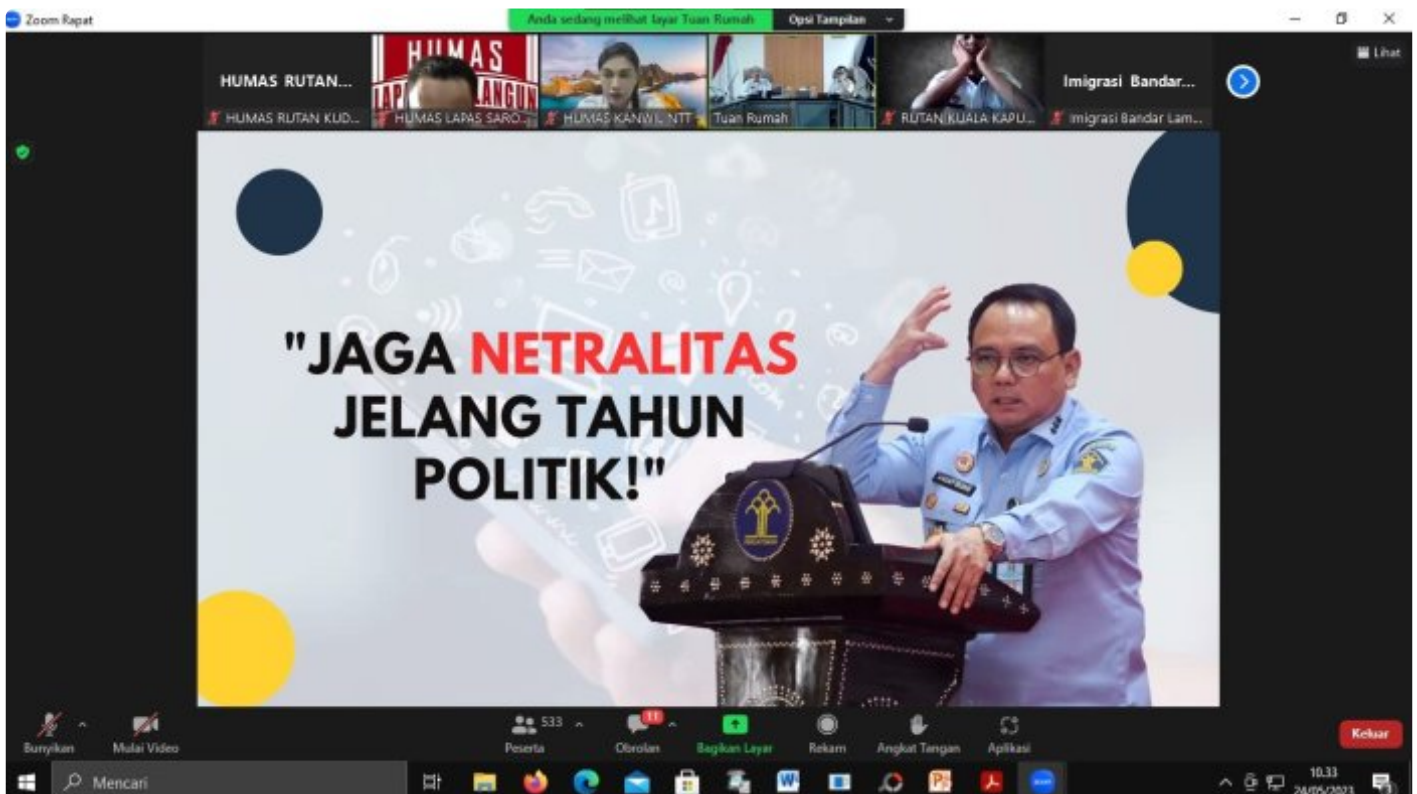 Zoom Rapat
Anda sedang melihat layar Tuan Rumah
Opsi Tampilan
Lihat
HUMAS RUTAN...
HUMAS
Imigrasi Bandar...
HUMAS RUTAN KUD...
HUMAS LAPAS SARO...
HUMAS KANWIL NTT
Tuan Rumah
RUTAN KUALA KAPU...
Imigrasi Bandar Lam...
"JAGA NETRALITAS
JELANG TAHUN
POLITIK!"
Bunyikan
Mulai Video
533
Peserta
11
Obrolan
Bagikan Layar
Rekam
Angkat Tangan
Aplikasi
Keluar
Mencari
10.33
24/05/2023